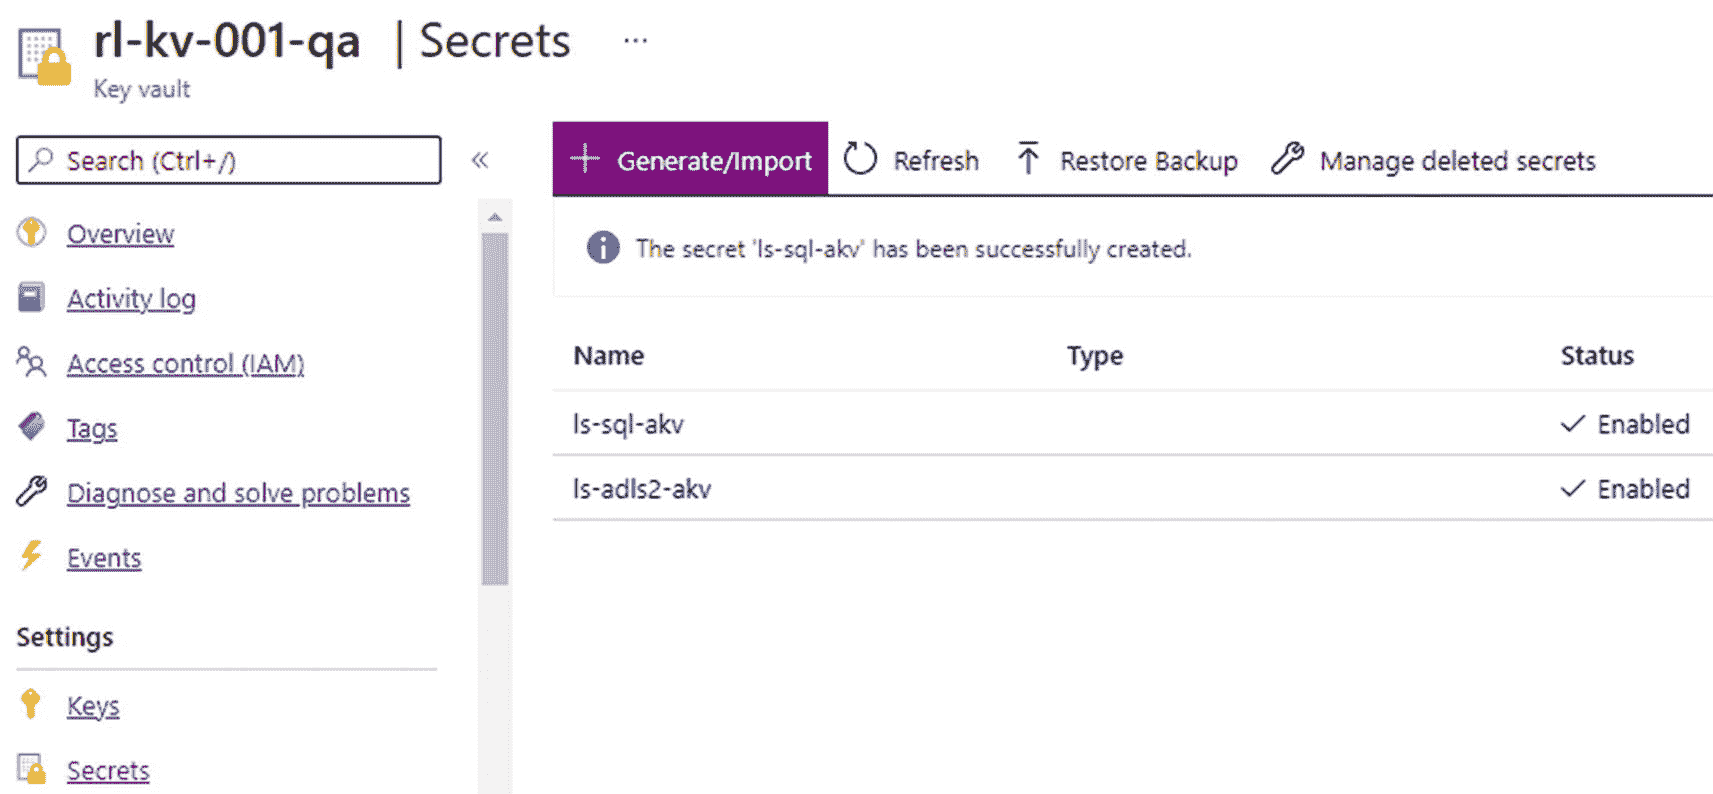 rl-kv-001-qa | Secrets ...
Key vault
Search (Ctrl+/) «
Overview
Activity log
Access control (IAM)
Tags
Diagnose and solve problems
Events
Settings
Keys
Secrets
Generate/Import Refresh Restore Backup Manage deleted secrets
The secret 'ls-sql-akv' has been successfully created.
Name Type Status
ls-sql-akv Enabled
ls-adls2-akv Enabled